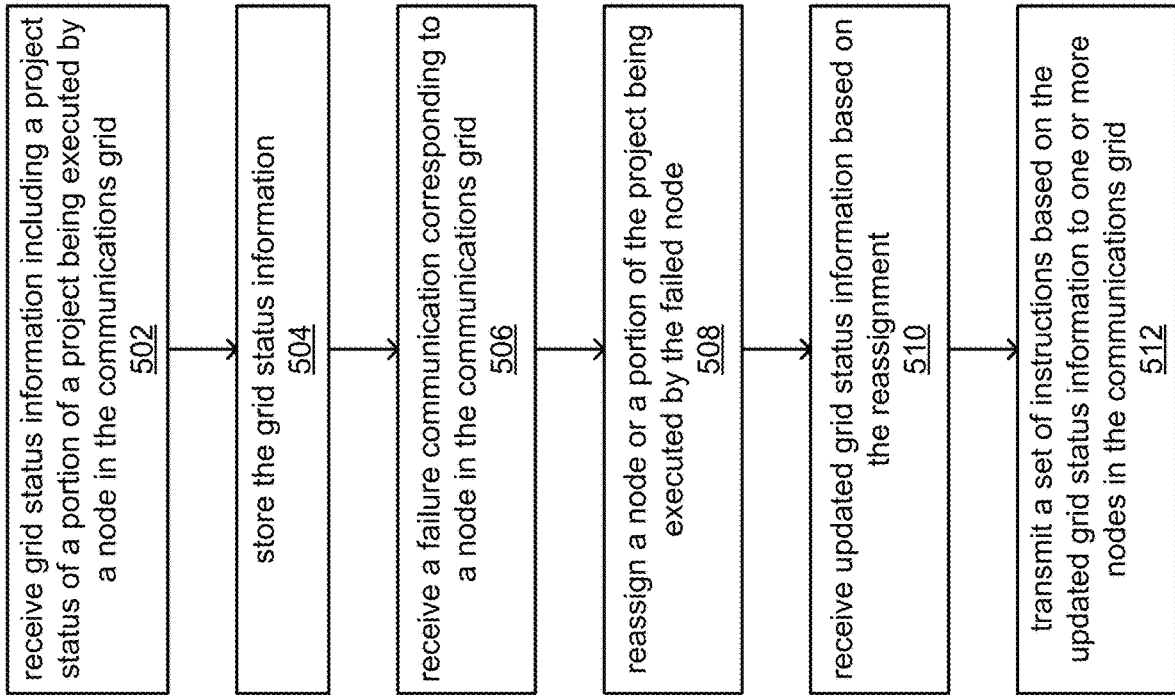 receive grid status information including a project
status of a portion of a project being executed by
a node in the communications grid
502
store the grid status information
504
receive a failure communication corresponding to
a node in the communications grid
506
reassign a node or a portion of the project being
executed by the failed node
508
receive updated grid status information based on
the reassignment
510
transmit a set of instructions based on the
updated grid status information to one or more
nodes in the communications grid
512